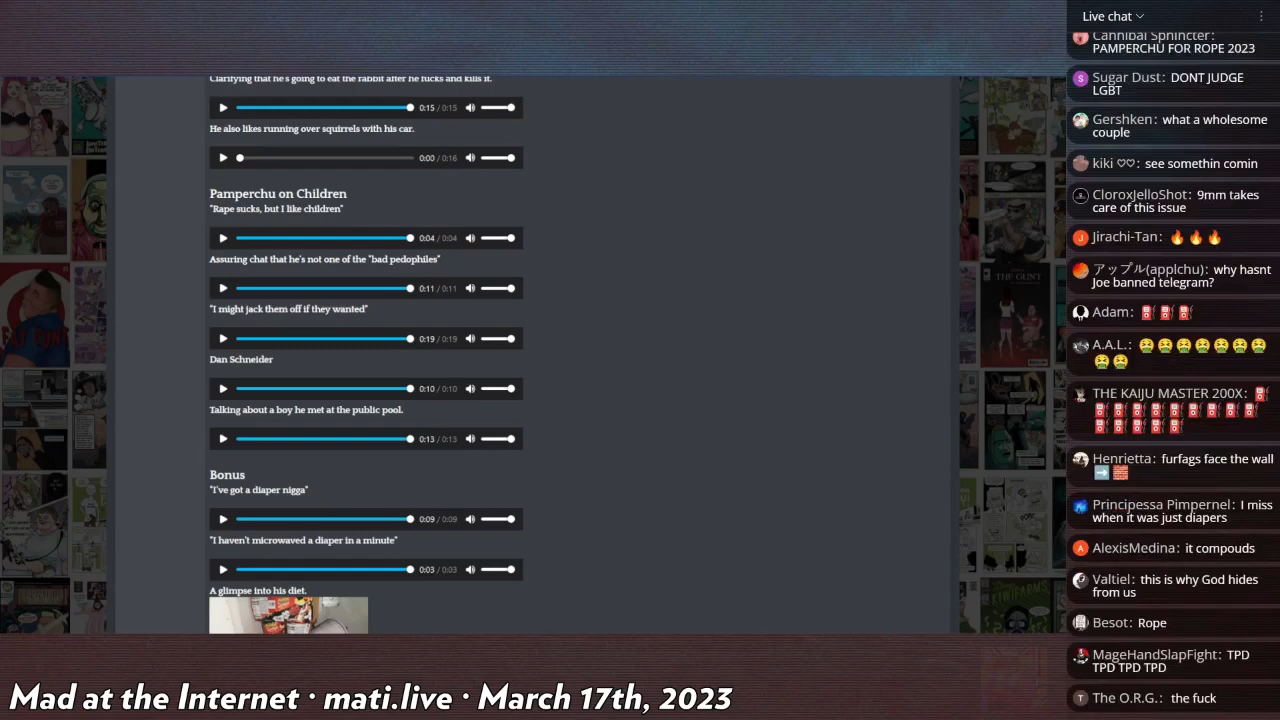 Clarifying that he's going to eat the rabbit after he fucks and kills it.
0:15 / 0:15
He also likes running over squirrels with his car.
0:00 / 0:16
Pamperchu on Children
"Rape sucks, but I like children"
0:04 / 0:04
Assuring chat that he's not one of the "bad pedophiles"
0:11 / 0:11
"I might jack them off if they wanted"
0:19 / 0:19
Dan Schneider
0:10 / 0:10
Talking about a boy he met at the public pool.
0:13 / 0:13
Bonus
"I've got a diaper nigga"
0:09 / 0:09
"I haven't microwaved a diaper in a minute"
0:03 / 0:03
A glimpse into his diet.
THE GUNT
KIWIFARMS
Mad at the Internet · mati.live · March 17th, 2023
Live chat
Cannibal Sphincter:
PAMPERCHU FOR ROPE 2023
S
Sugar Dust: DONT JUDGE
LGBT
Gershken: what a wholesome
couple
kiki ♡♡: see somethin comin
CloroxJelloShot: 9mm takes
care of this issue
J
Jirachi-Tan: 🔥🔥🔥
アップル(applchu): why hasnt
Joe banned telegram?
Adam: ⛽⛽⛽
A.A.L.: 🤮🤮🤮🤮🤮🤮🤮
🤮🤮
THE KAIJU MASTER 200X: ⛽
⛽⛽⛽⛽⛽⛽⛽⛽⛽⛽
⛽⛽⛽⛽⛽⛽
Henrietta: furfags face the wall
➡️🧱
Principessa Pimpernel: I miss
when it was just diapers
A
AlexisMedina: it compouds
Valtiel: this is why God hides
from us
Besot: Rope
MageHandSlapFight: TPD
TPD TPD TPD
T
The O.R.G.: the fuck